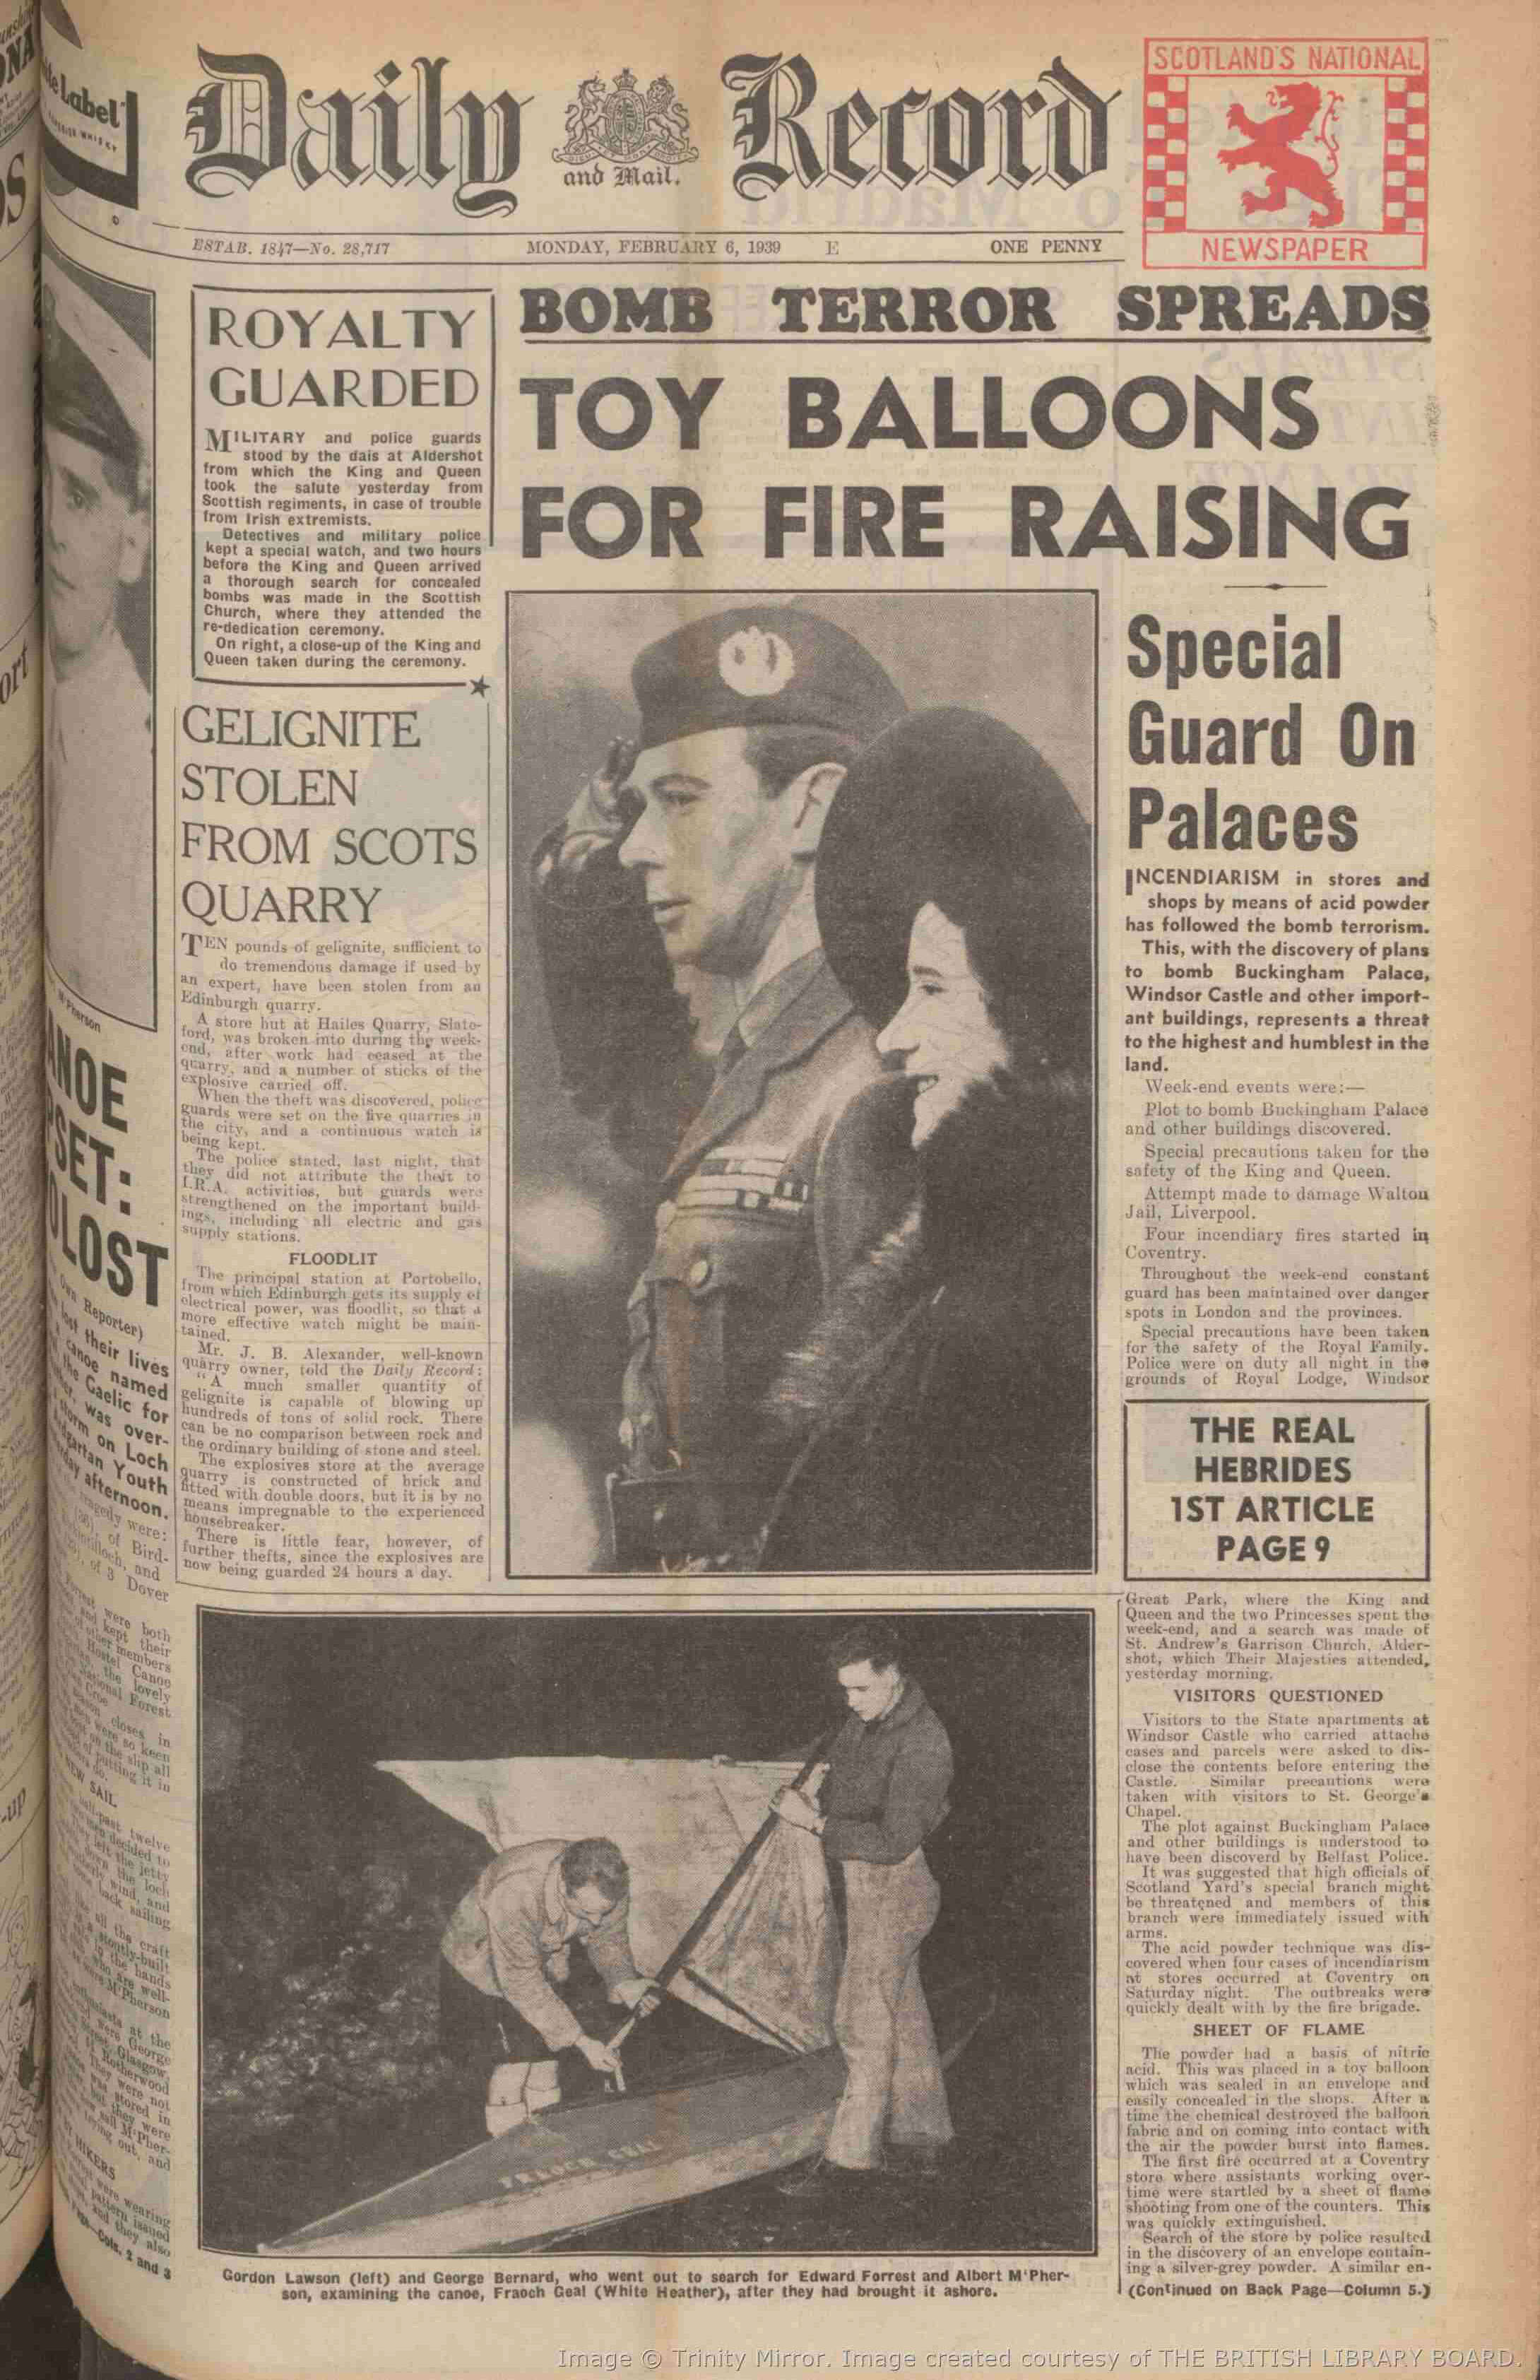 te Label"
Daily Record
and Mail.
SCOTLAND'S NATIONAL
NEWSPAPER
ESTAB. 1847—No. 28,717
MONDAY, FEBRUARY 6, 1939 E
ONE PENNY
BOMB TERROR SPREADS
TOY BALLOONS
FOR FIRE RAISING
ROYALTY
GUARDED
MILITARY and police guards
stood by the dais at Aldershot
from which the King and Queen
took the salute yesterday from
Scottish regiments, in case of trouble
from Irish extremists.
Detectives and military police
kept a special watch, and two hours
before the King and Queen arrived
a thorough search for concealed
bombs was made in the Scottish
Church, where they attended the
re-dedication ceremony.
On right, a close-up of the King and
Queen taken during the ceremony.
GELIGNITE
STOLEN
FROM SCOTS
QUARRY
TEN pounds of gelignite, sufficient to
do tremendous damage if used by
an expert, have been stolen from an
Edinburgh quarry.
A store hut at Hailes Quarry, Slate-
ford, was broken into during the week-
end, after work had ceased at the
quarry, and a number of sticks of the
explosive carried off.
When the theft was discovered, police
guards were set on the five quarries in
the city, and a continuous watch is
being kept.
The police stated, last night, that
they did not attribute the theft to
I.R.A. activities, but guards were
strengthened on the important build-
ings, including all electric and gas
supply stations.
FLOODLIT
The principal station at Portobello,
from which Edinburgh gets its supply of
electrical power, was floodlit, so that a
more effective watch might be main-
tained.
Mr. J. B. Alexander, well-known
quarry owner, told the Daily Record:
"A much smaller quantity of
gelignite is capable of blowing up
hundreds of tons of solid rock. There
can be no comparison between rock and
the ordinary building of stone and steel.
The explosives store at the average
quarry is constructed of brick and
fitted with double doors, but it is by no
means impregnable to the experienced
housebreaker.
There is little fear, however, of
further thefts, since the explosives are
now being guarded 24 hours a day.
Special
Guard On
Palaces
INCENDIARISM in stores and
shops by means of acid powder
has followed the bomb terrorism.
This, with the discovery of plans
to bomb Buckingham Palace,
Windsor Castle and other import-
ant buildings, represents a threat
to the highest and humblest in the
land.
Week-end events were:—
Plot to bomb Buckingham Palace
and other buildings discovered.
Special precautions taken for the
safety of the King and Queen.
Attempt made to damage Walton
Jail, Liverpool.
Four incendiary fires started in
Coventry.
Throughout the week-end constant
guard has been maintained over danger
spots in London and the provinces.
Special precautions have been taken
for the safety of the Royal Family.
Police were on duty all night in the
grounds of Royal Lodge, Windsor
THE REAL
HEBRIDES
1ST ARTICLE
PAGE 9
Great Park, where the King and
Queen and the two Princesses spent the
week-end, and a search was made of
St. Andrew's Garrison Church, Alder-
shot, which Their Majesties attended,
yesterday morning.
VISITORS QUESTIONED
Visitors to the State apartments at
Windsor Castle who carried attache
cases and parcels were asked to dis-
close the contents before entering the
Castle. Similar precautions were
taken with visitors to St. George's
Chapel.
The plot against Buckingham Palace
and other buildings is understood to
have been discoverd by Belfast Police.
It was suggested that high officials of
Scotland Yard's special branch might
be threatened and members of this
branch were immediately issued with
arms.
The acid powder technique was dis-
covered when four cases of incendiarism
at stores occurred at Coventry on
Saturday night. The outbreaks were
quickly dealt with by the fire brigade.
SHEET OF FLAME
The powder had a basis of nitric
acid. This was placed in a toy balloon
which was sealed in an envelope and
easily concealed in the shops. After a
time the chemical destroyed the balloon
fabric and on coming into contact with
the air the powder burst into flames.
The first fire occurred at a Coventry
store where assistants working over-
time were startled by a sheet of flame
shooting from one of the counters. This
was quickly extinguished.
Search of the store by police resulted
in the discovery of an envelope contain-
ing a silver-grey powder. A similar en-
(Continued on Back Page—Column 5.)
FRAOCH GEAL
Gordon Lawson (left) and George Bernard, who went out to search for Edward Forrest and Albert M'Pher-
son, examining the canoe, Fraoch Geal (White Heather), after they had brought it ashore.
Image © Trinity Mirror. Image created courtesy of THE BRITISH LIBRARY BOARD.